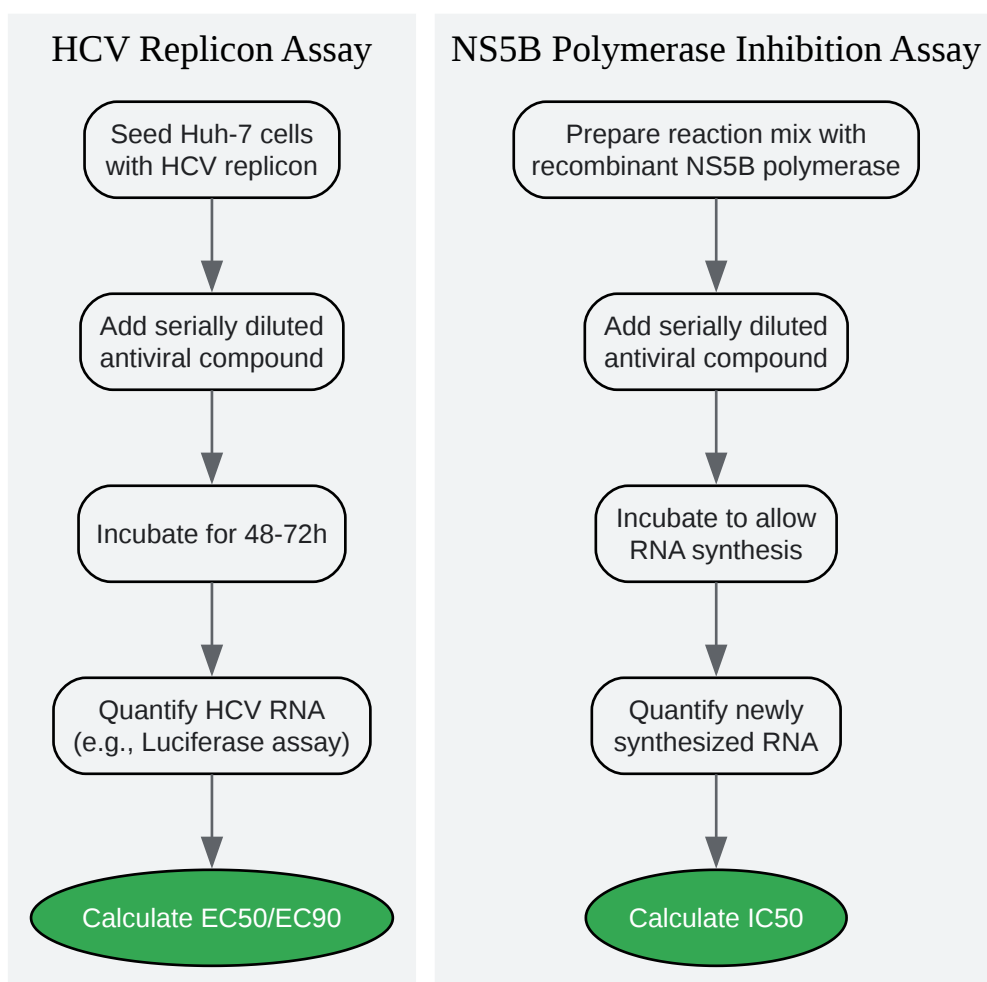 HCV Replicon Assay
Seed Huh-7 cells
with HCV replicon
Add serially diluted
antiviral compound
Incubate for 48-72h
Quantify HCV RNA
(e.g., Luciferase assay)
Calculate EC50/EC90
NS5B Polymerase Inhibition Assay
Prepare reaction mix with
recombinant NS5B polymerase
Add serially diluted
antiviral compound
Incubate to allow
RNA synthesis
Quantify newly
synthesized RNA
Calculate IC50